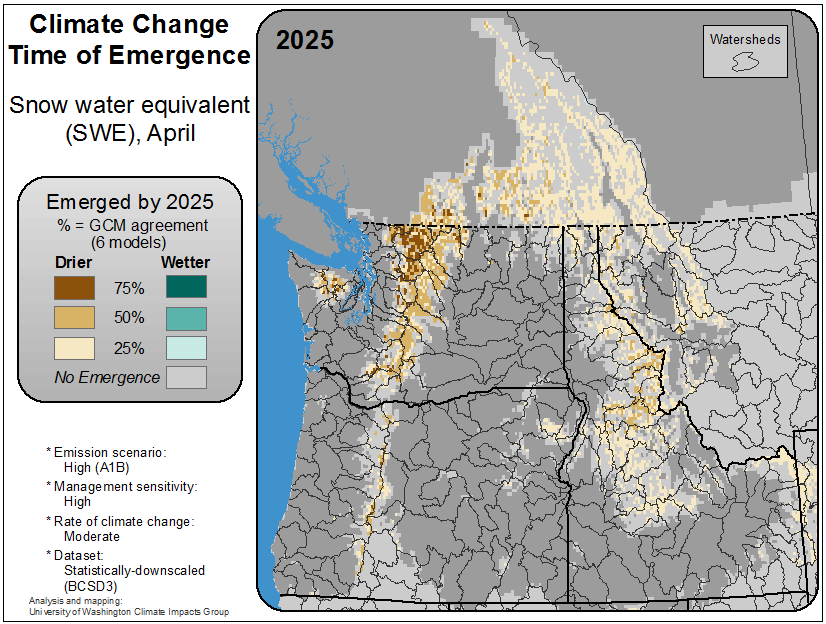 Climate Change
Time of Emergence
Snow water equivalent
(SWE), April
2025
Watersheds
Emerged by 2025
% = GCM agreement
(6 models)
Drier Wetter
75%
50%
25%
No Emergence
* Emission scenario:
High (A1B)
* Management sensitivity:
High
* Rate of climate change:
Moderate
* Dataset:
Statistically-downscaled
(BCSD3)
Analysis and mapping:
University of Washington Climate Impacts Group